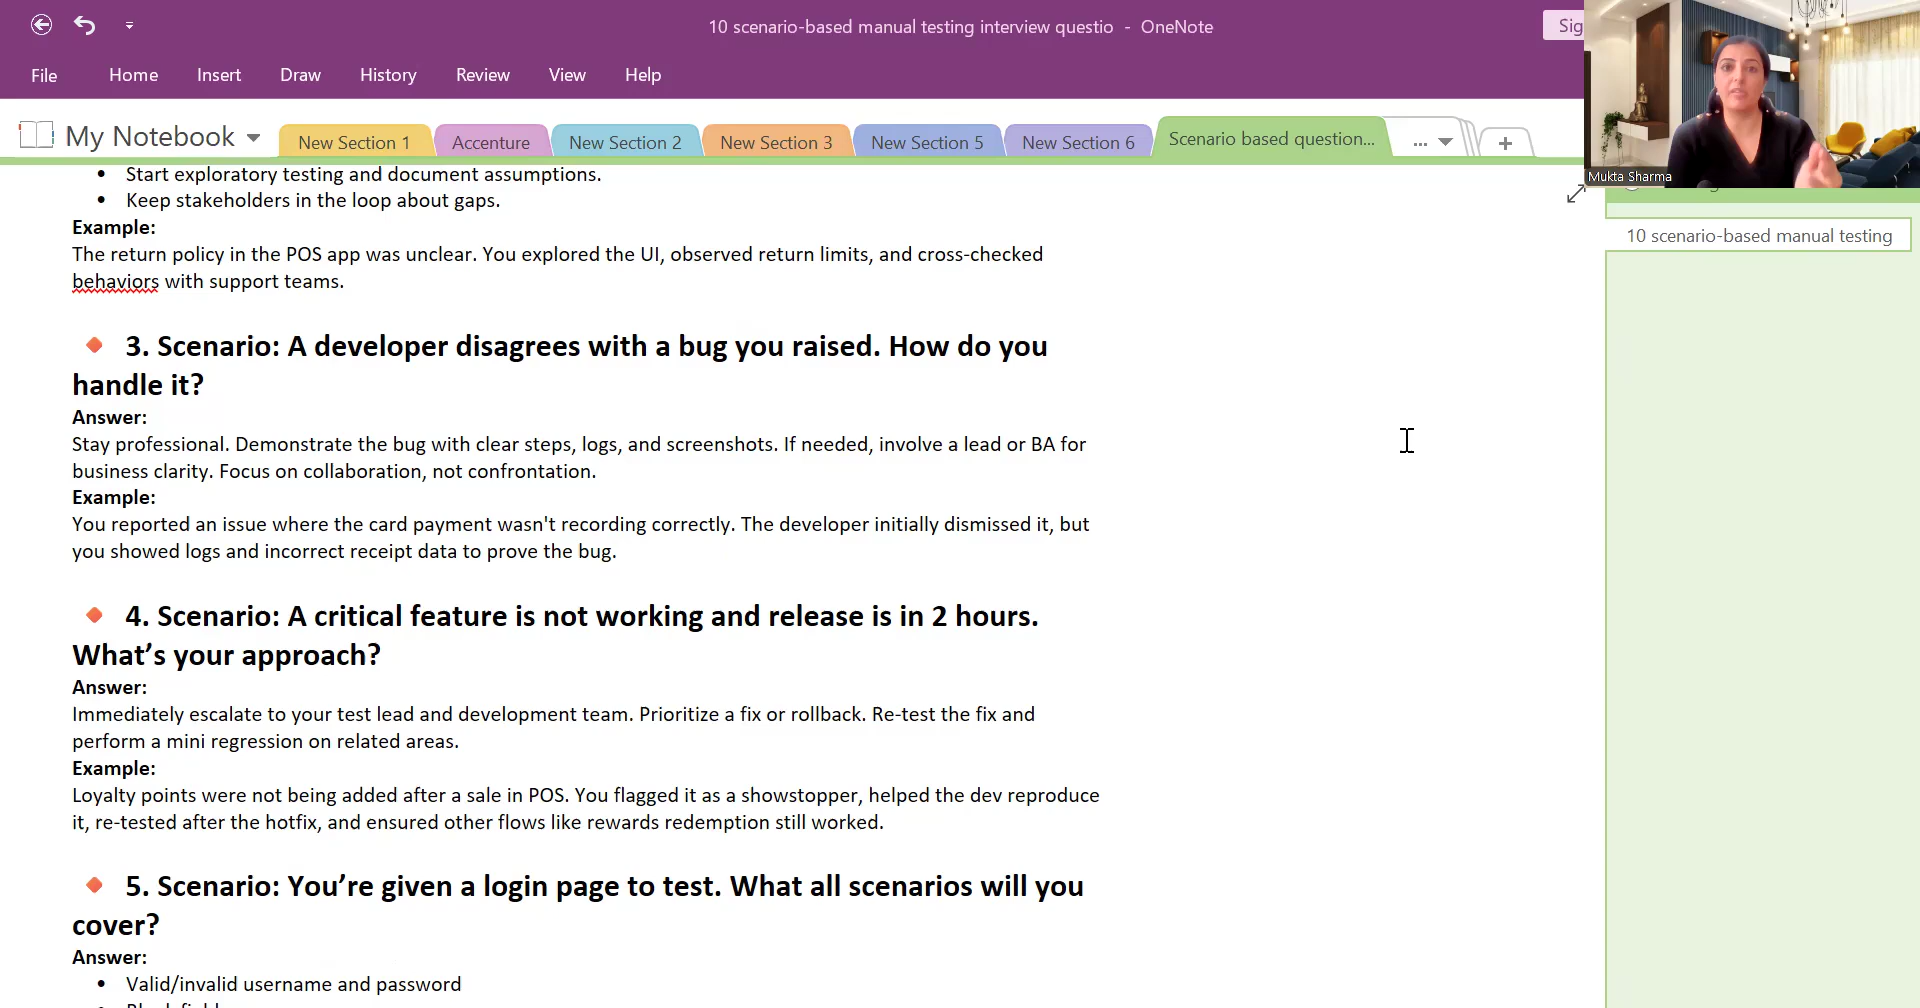 10 scenario-based manual testing interview questio - OneNote
Sig
File Home Insert Draw History Review View Help
My Notebook
New Section 1
Accenture
New Section 2
New Section 3
New Section 5
New Section 6
Scenario based question...
...
+
Mukta Sharma
10 scenario-based manual testing
• Start exploratory testing and document assumptions.
• Keep stakeholders in the loop about gaps.
Example:
The return policy in the POS app was unclear. You explored the UI, observed return limits, and cross-checked
behaviors with support teams.
3. Scenario: A developer disagrees with a bug you raised. How do you
handle it?
Answer:
Stay professional. Demonstrate the bug with clear steps, logs, and screenshots. If needed, involve a lead or BA for
business clarity. Focus on collaboration, not confrontation.
Example:
You reported an issue where the card payment wasn't recording correctly. The developer initially dismissed it, but
you showed logs and incorrect receipt data to prove the bug.
4. Scenario: A critical feature is not working and release is in 2 hours.
What’s your approach?
Answer:
Immediately escalate to your test lead and development team. Prioritize a fix or rollback. Re-test the fix and
perform a mini regression on related areas.
Example:
Loyalty points were not being added after a sale in POS. You flagged it as a showstopper, helped the dev reproduce
it, re-tested after the hotfix, and ensured other flows like rewards redemption still worked.
5. Scenario: You’re given a login page to test. What all scenarios will you
cover?
Answer:
• Valid/invalid username and password